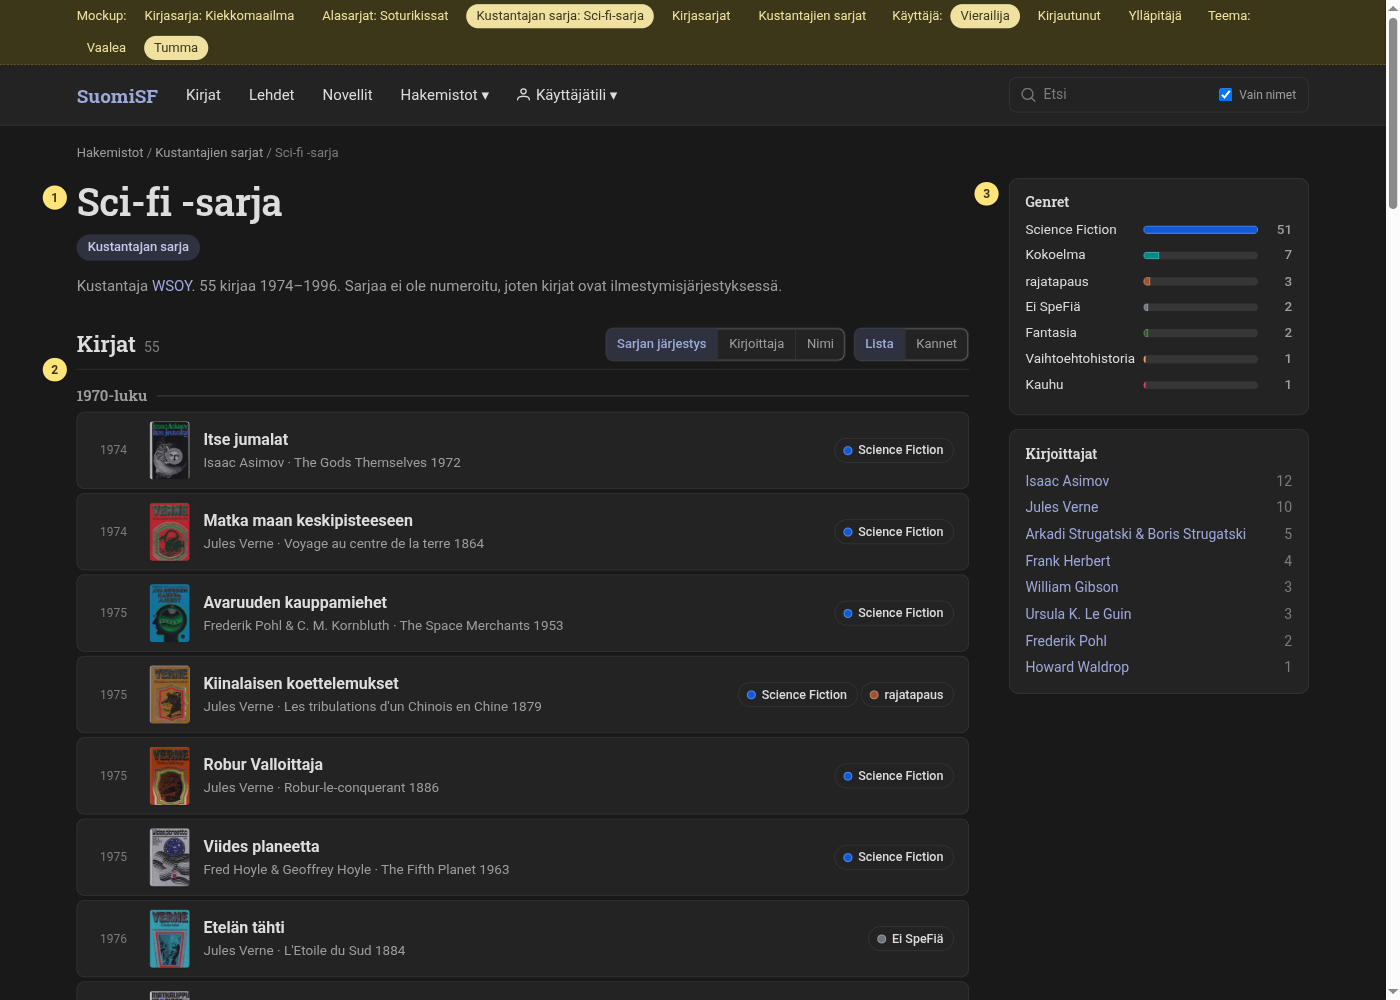 Mockup: Kirjasarja: Kiekkomaailma Alasarjat: Soturikissat Kustantajan sarja: Sci-fi-sarja Kirjasarjat Kustantajien sarjat Käyttäjä: Vierailija Kirjautunut Ylläpitäjä Teema:
Vaalea Tumma
SuomiSF Kirjat Lehdet Novellit Hakemistot ▾ Käyttäjätili ▾ Etsi Vain nimet
Hakemistot / Kustantajien sarjat / Sci-fi -sarja
1 Sci-fi -sarja
Kustantajan sarja
Kustantaja WSOY. 55 kirjaa 1974–1996. Sarjaa ei ole numeroitu, joten kirjat ovat ilmestymisjärjestyksessä.
Kirjat 55 Sarjan järjestys Kirjoittaja Nimi Lista Kannet
2
1970-luku
1974 Itse jumalat
Isaac Asimov · The Gods Themselves 1972
Science Fiction
1974 Matka maan keskipisteeseen
Jules Verne · Voyage au centre de la terre 1864
Science Fiction
1975 Avaruuden kauppamiehet
Frederik Pohl & C. M. Kornbluth · The Space Merchants 1953
Science Fiction
VERNE
1975 Kiinalaisen koettelemukset
Jules Verne · Les tribulations d'un Chinois en Chine 1879
Science Fiction rajatapaus
VERNE
1975 Robur Valloittaja
Jules Verne · Robur-le-conquerant 1886
Science Fiction
1975 Viides planeetta
Fred Hoyle & Geoffrey Hoyle · The Fifth Planet 1963
Science Fiction
VERNE
1976 Etelän tähti
Jules Verne · L'Etoile du Sud 1884
Ei SpeFiä
3 Genret
Science Fiction 51
Kokoelma 7
rajatapaus 3
Ei SpeFiä 2
Fantasia 2
Vaihtoehtohistoria 1
Kauhu 1
Kirjoittajat
Isaac Asimov 12
Jules Verne 10
Arkadi Strugatski & Boris Strugatski 5
Frank Herbert 4
William Gibson 3
Ursula K. Le Guin 3
Frederik Pohl 2
Howard Waldrop 1